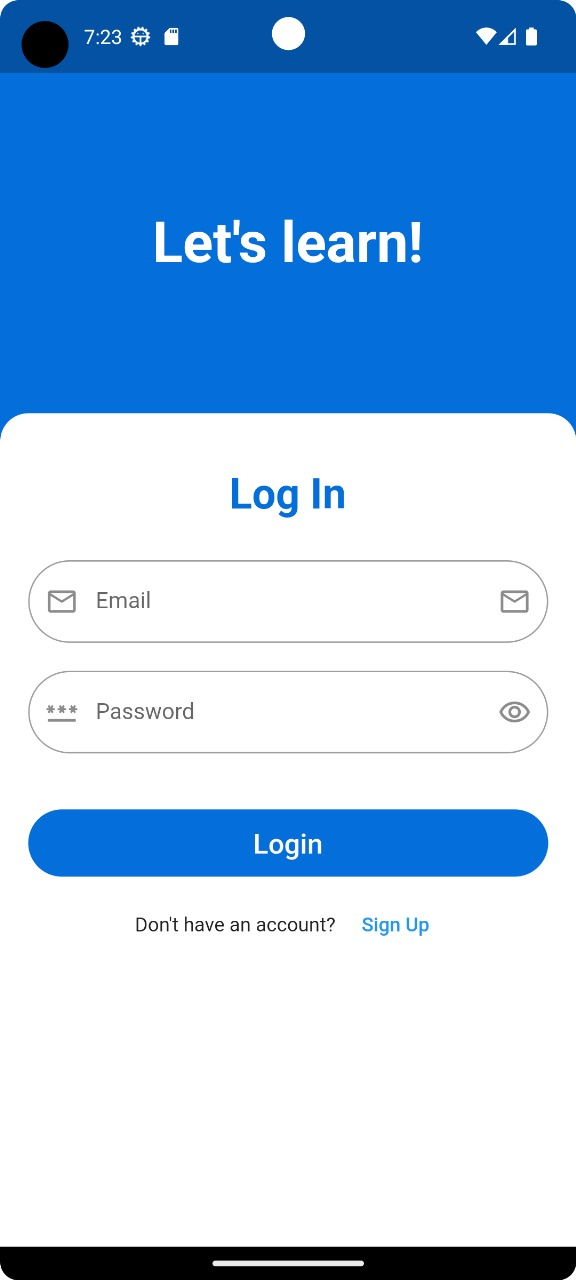 7:23
Let's learn!
Log In
Email
Password
Login
Don't have an account? Sign Up